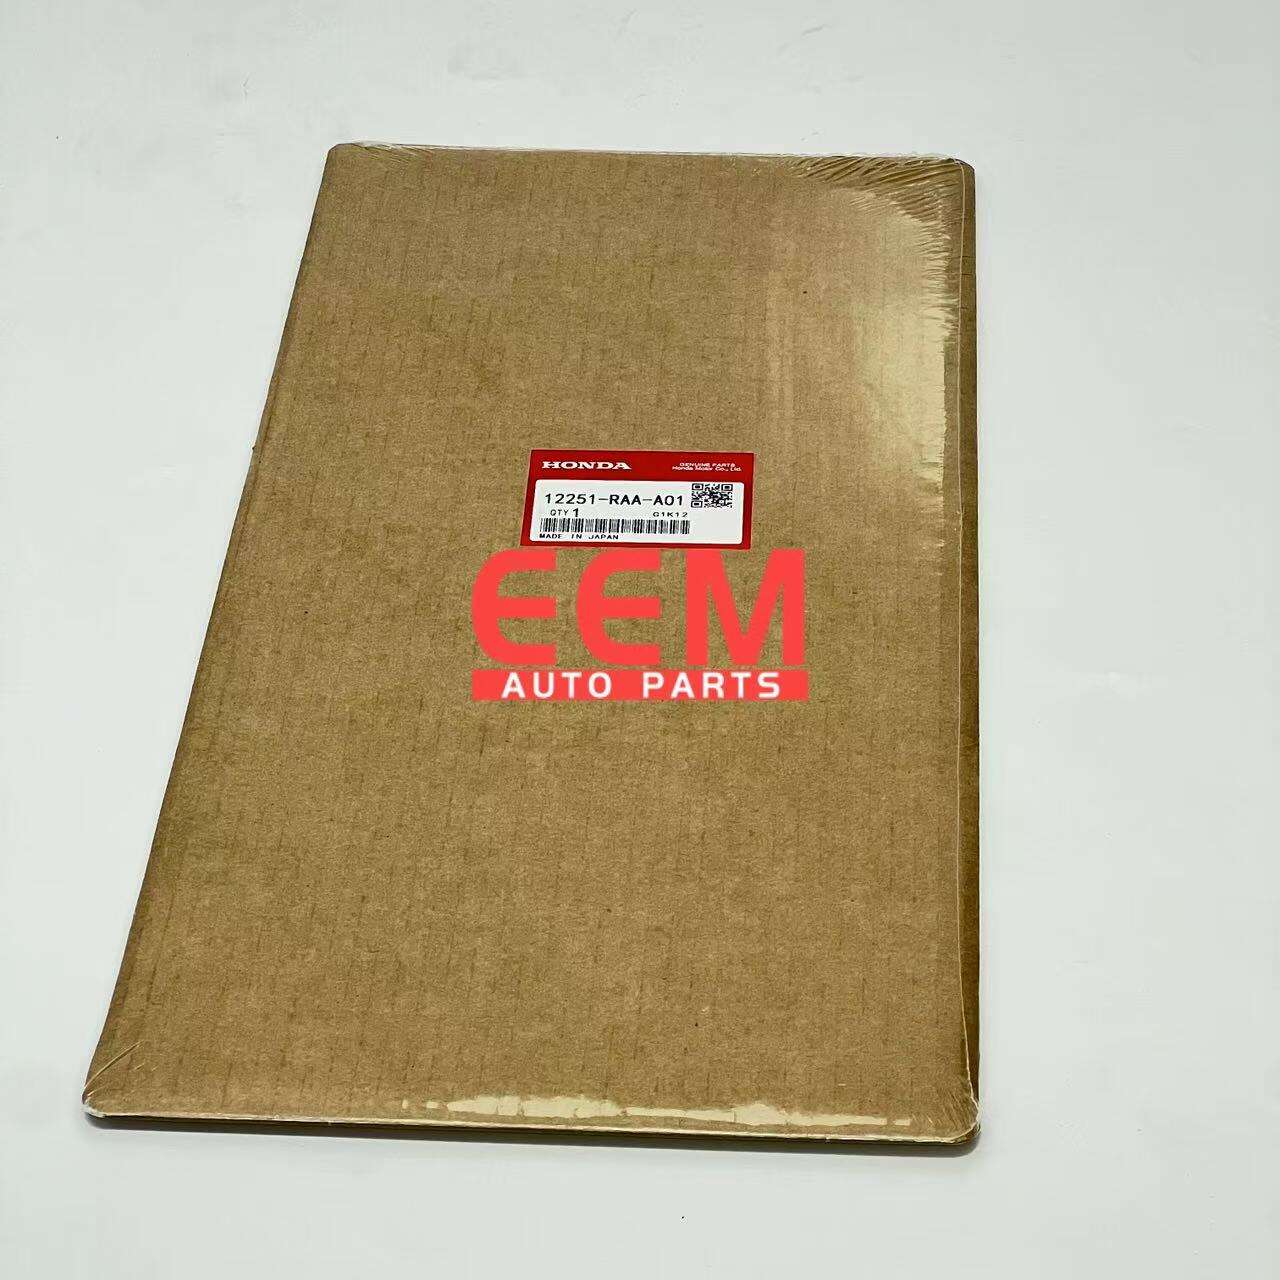 HONDA
GENUINE PARTS
Honda Motor Co., Ltd.
12251-RAA-A01
QTY 1
G1K12
MADE IN JAPAN
EEM
AUTO PARTS